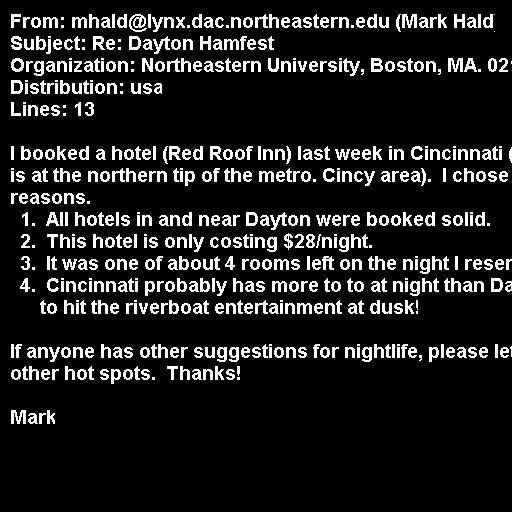 From: mhald@lynx.dac.northeastern.edu (Mark Hald
Subject: Re: Dayton Hamfest
Organization: Northeastern University, Boston, MA. 02
Distribution: usa
Lines: 13

I booked a hotel (Red Roof Inn) last week in Cincinnati (
is at the northern tip of the metro. Cincy area).  I chose
reasons.
1.  All hotels in and near Dayton were booked solid.
2.  This hotel is only costing $28/night.
3.  It was one of about 4 rooms left on the night I reser
4.  Cincinnati probably has more to to at night than Da
to hit the riverboat entertainment at dusk!

If anyone has other suggestions for nightlife, please let
other hot spots.  Thanks!

Mark